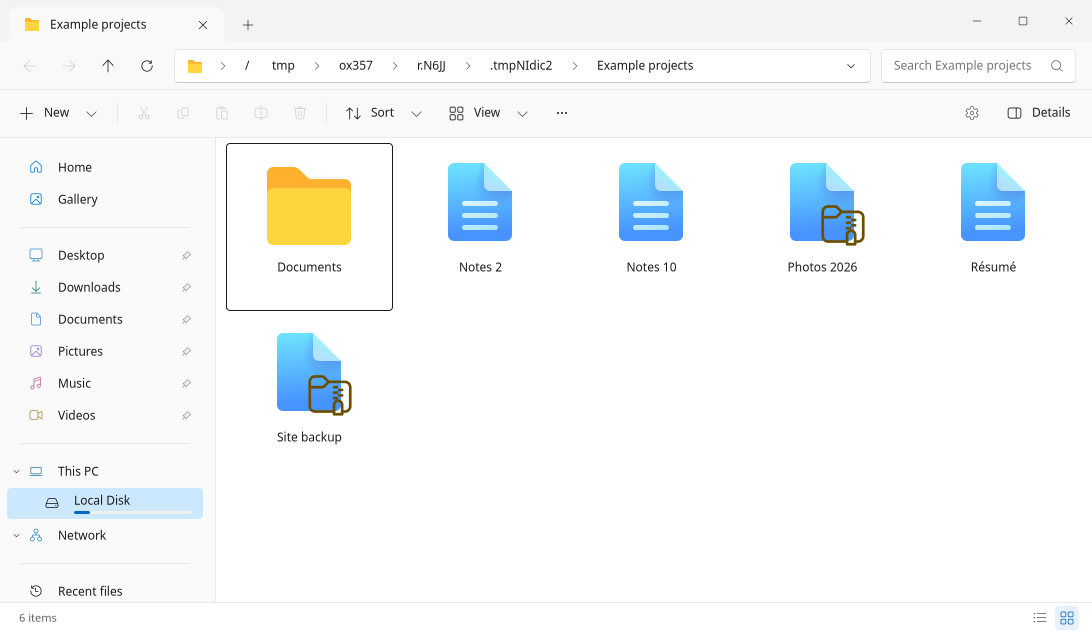 Example projects
/ tmp ox357 r.N6JJ .tmpNIdic2 Example projects
Search Example projects
New Sort View ... Details
Home
Gallery
Desktop
Downloads
Documents
Pictures
Music
Videos
This PC
Local Disk
Network
Recent files
Documents Notes 2 Notes 10 Photos 2026 Résumé
Site backup
6 items